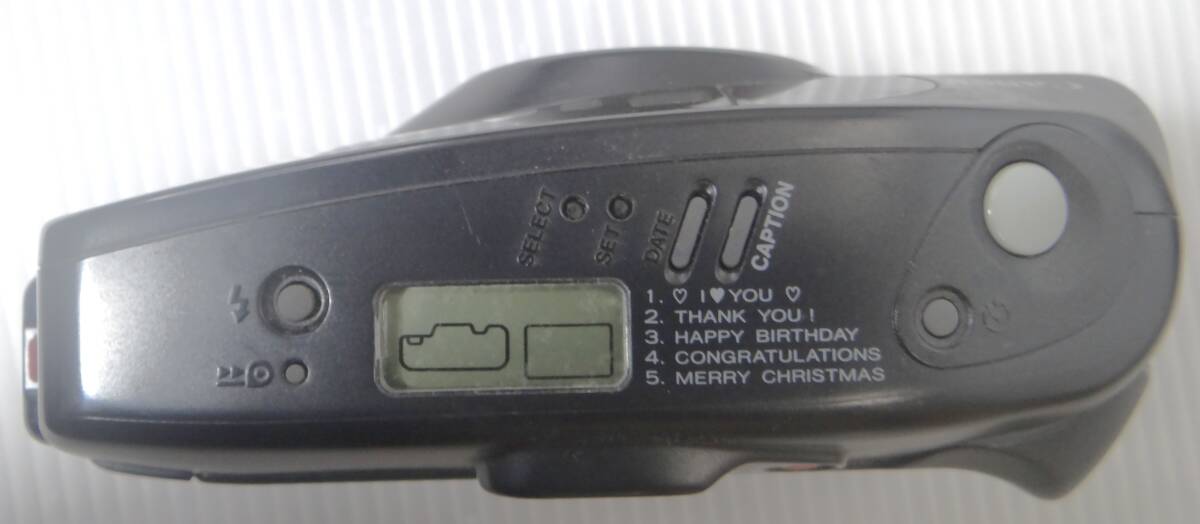 SELECT
SET
DATE
CAPTION
1. ♡ I♥YOU ♡
2. THANK YOU!
3. HAPPY BIRTHDAY
4. CONGRATULATIONS
5. MERRY CHRISTMAS